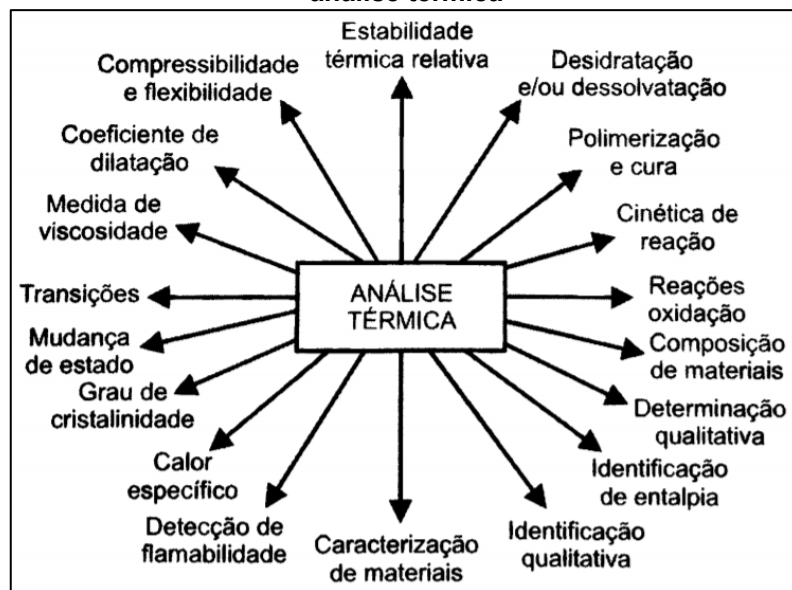 análise térmica
Estabilidade
térmica relativa
Desidratação
e/ou dessolvatação
Polimerização
e cura
Cinética de
reação
Reações
oxidação
Composição
de materiais
Determinação
qualitativa
Identificação
de entalpia
Identificação
qualitativa
Caracterização
de materiais
Detecção de
flamabilidade
Calor
específico
Grau de
cristalinidade
Mudança
de estado
Transições
Medida de
viscosidade
Coeficiente de
dilatação
Compressibilidade
e flexibilidade
ANÁLISE
TÉRMICA